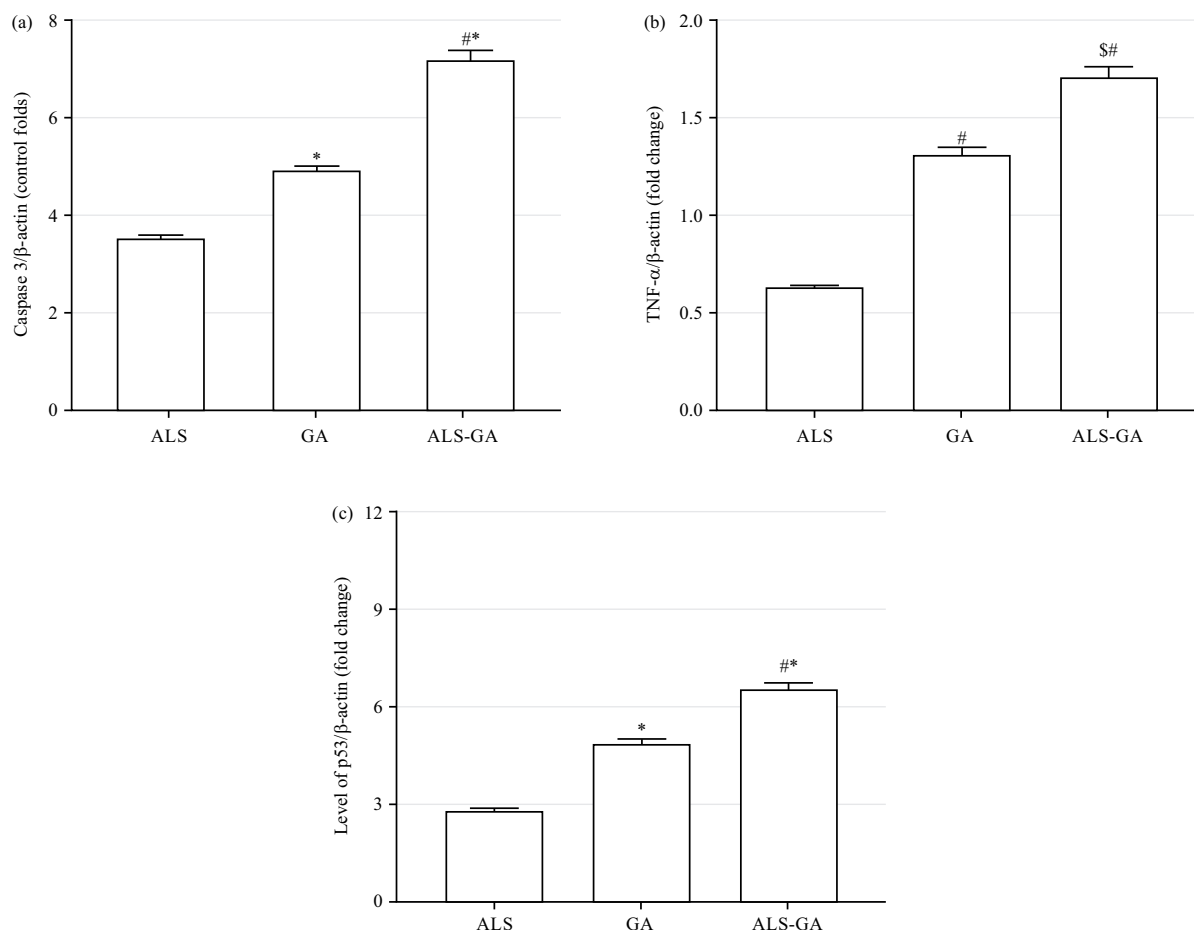 (a)
Caspase 3/β-actin (control folds)
8
6
4
2
0
*
#*
ALS
GA
ALS-GA
(b)
TNF-α/β-actin (fold change)
2.0
1.5
1.0
0.5
0.0
#
$#
ALS
GA
ALS-GA
(c)
Level of p53/β-actin (fold change)
12
9
6
3
0
*
#*
ALS
GA
ALS-GA